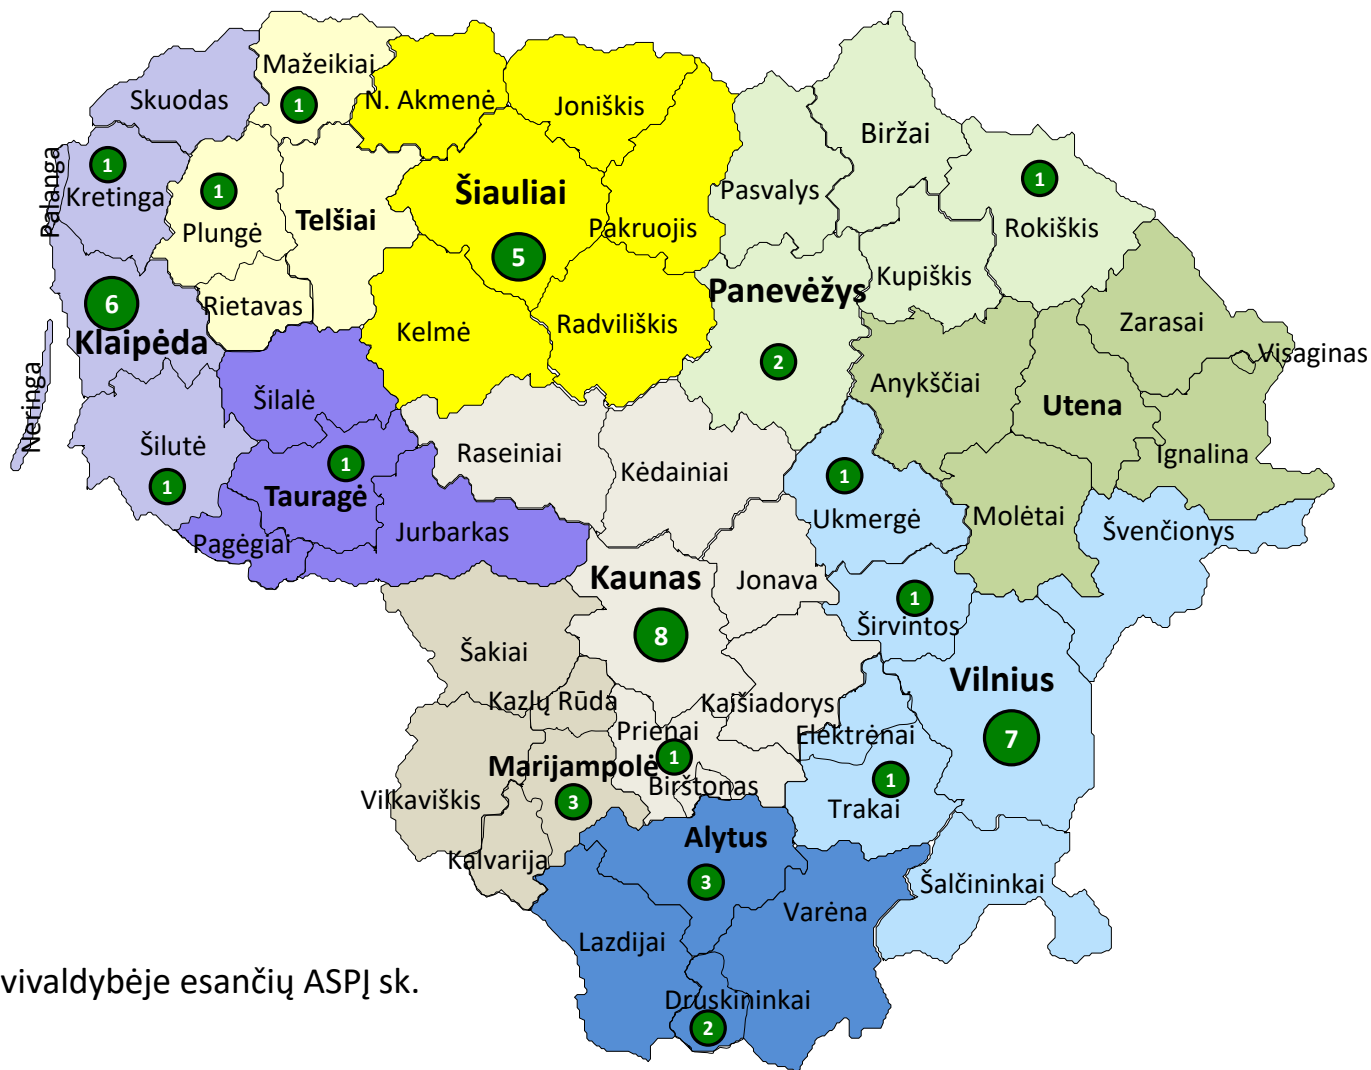 Mažeikiai
1
Skuodas
N. Akmenė
Joniškis
Biržai
Palanga
1
Kretinga
1
Plungė
Telšiai
Šiauliai
Pakruojis
5
Pasvalys
1
Rokiškis
Kupiškis
6
Klaipėda
Rietavas
Kelmė
Radviliškis
Panevėžys
2
Zarasai
Visaginas
Anykščiai
Utena
Ignalina
Neringa
Šilalė
Šilutė
1
1
Tauragė
Raseiniai
Kėdainiai
1
Ukmergė
Molėtai
Švenčionys
Pagėgiai
Jurbarkas
Kaunas
8
Jonava
1
Širvintos
Šakiai
Kazlų Rūda
Kaišiadorys
Vilnius
7
Prienai
1
Birštonas
Elektrėnai
1
Trakai
Marijampolė
3
Vilkaviškis
Kalvarija
Alytus
3
Šalčininkai
Varėna
Lazdijai
Druskininkai
2
vivaldybėje esančių ASPĮ sk.